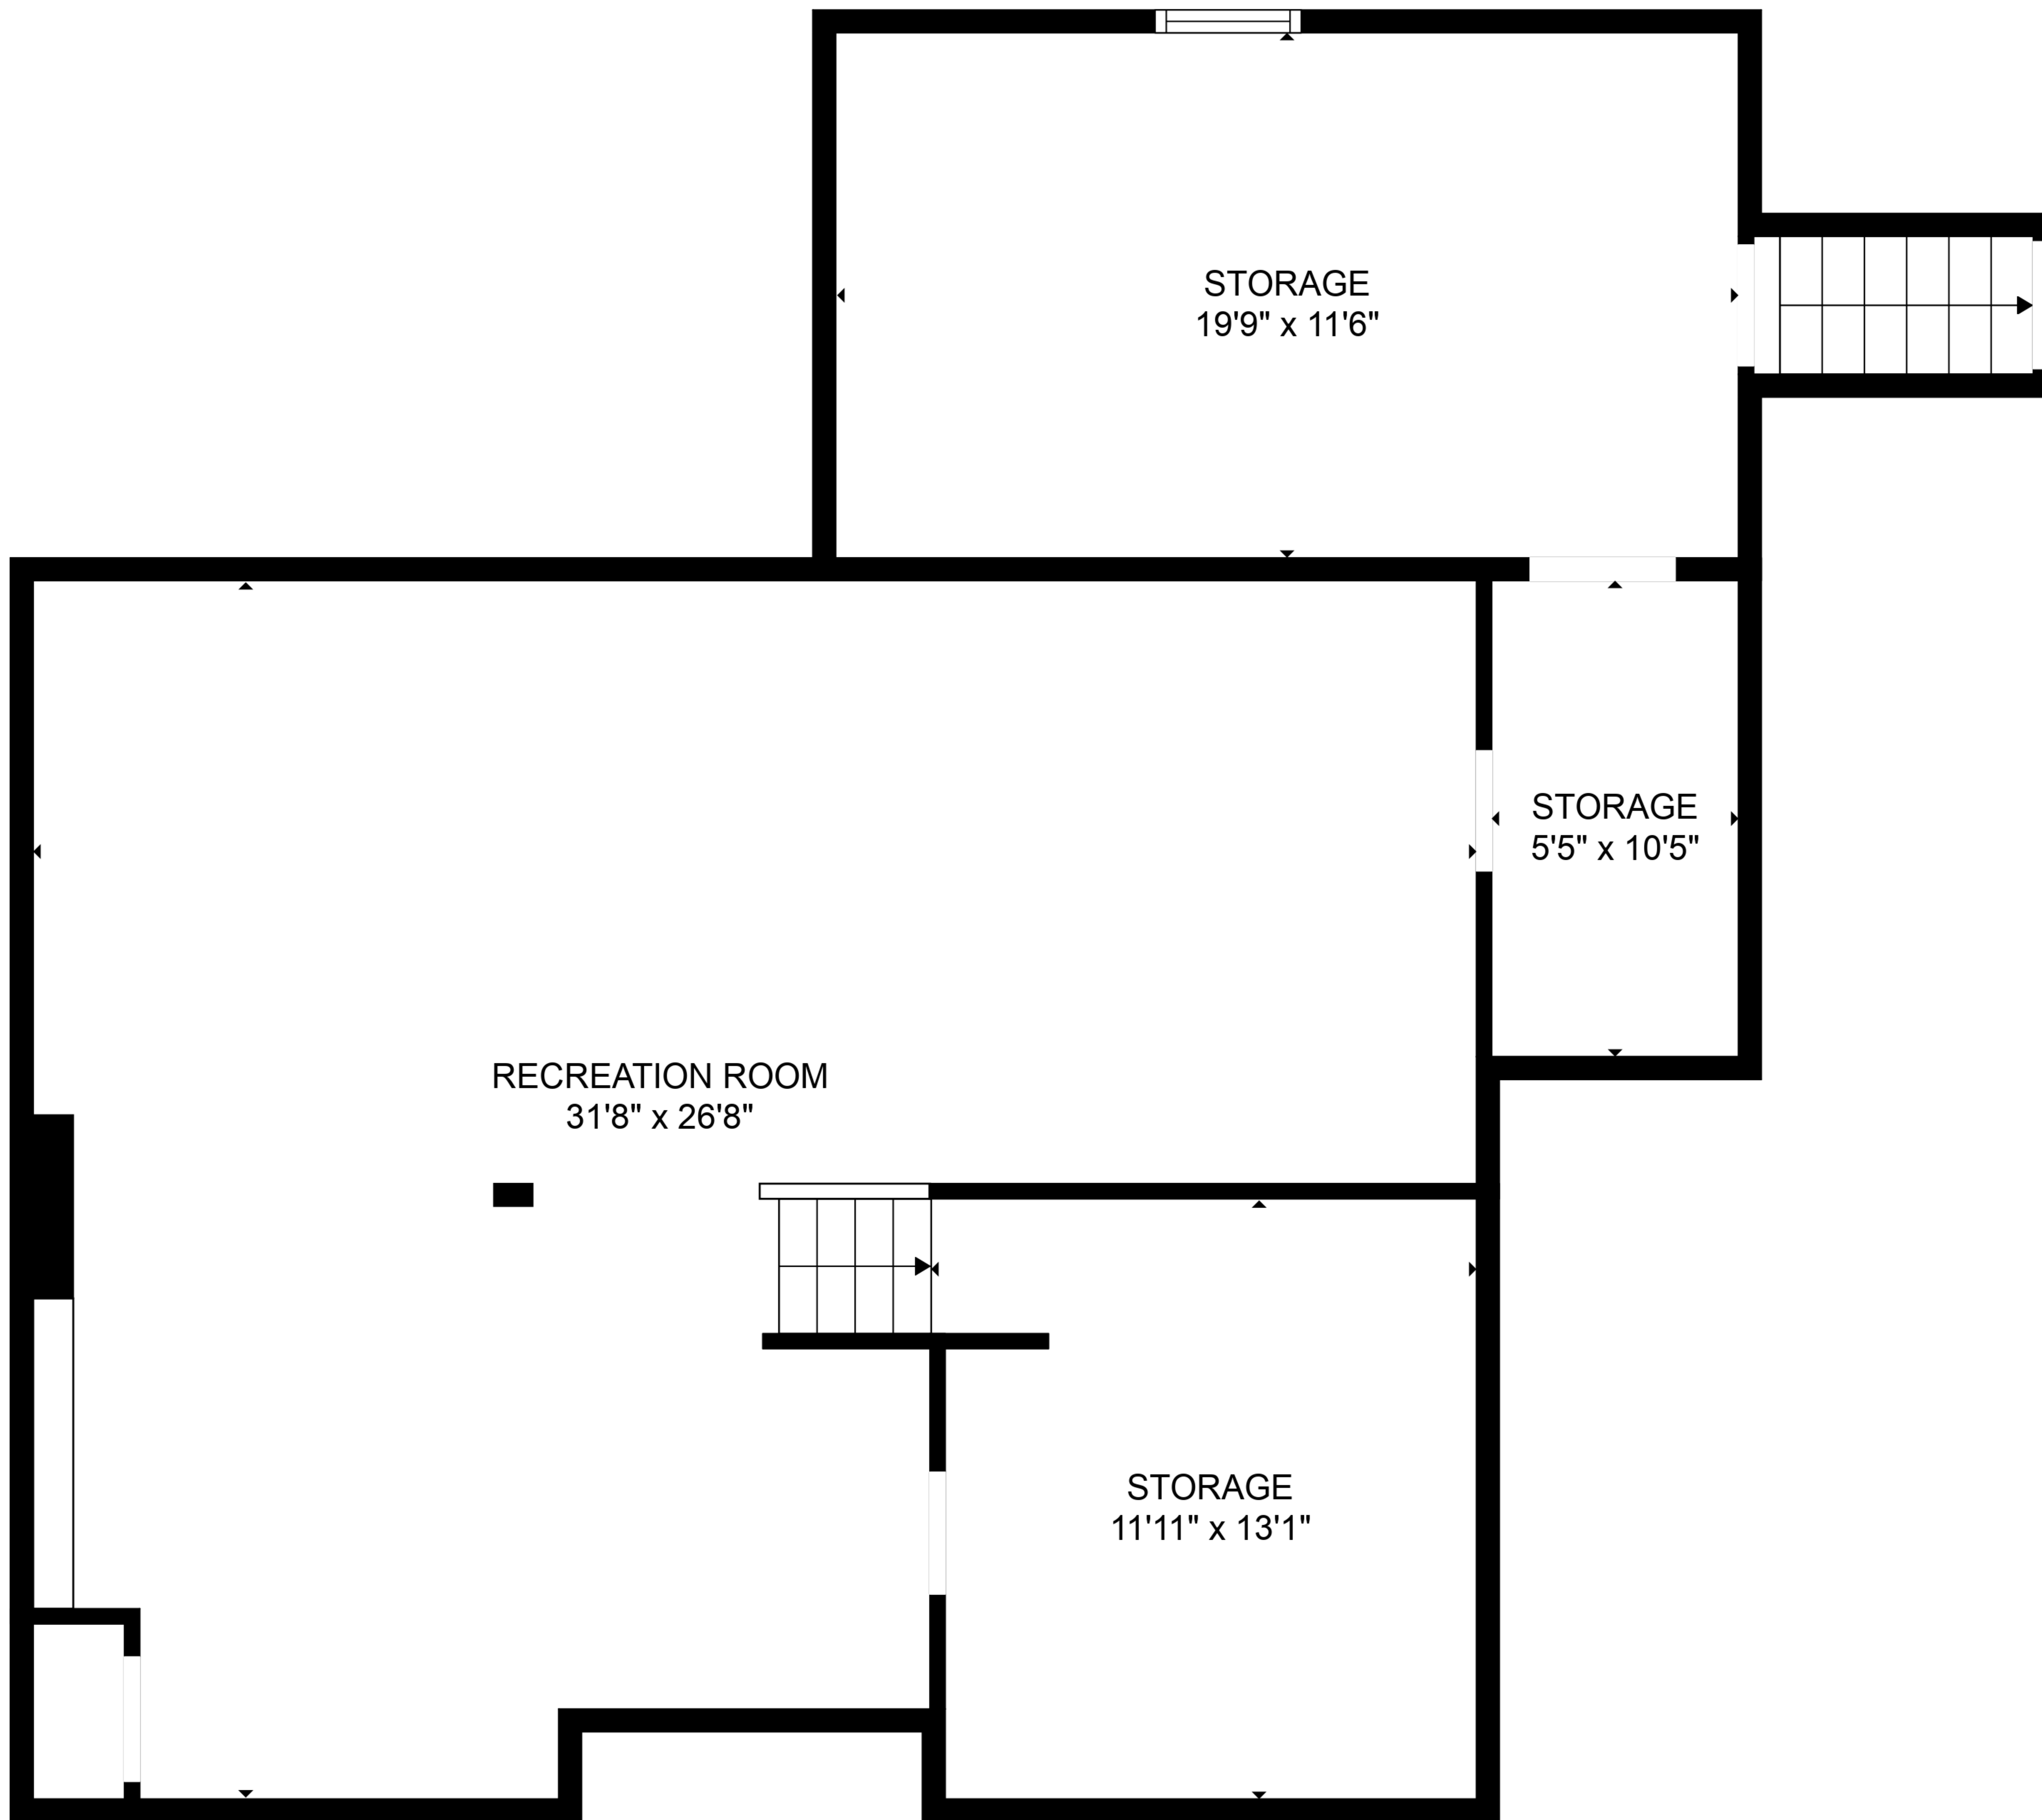 STORAGE
19'9" x 11'6"
STORAGE
5'5" x 10'5"
RECREATION ROOM
31'8" x 26'8"
STORAGE
11'11" x 13'1"